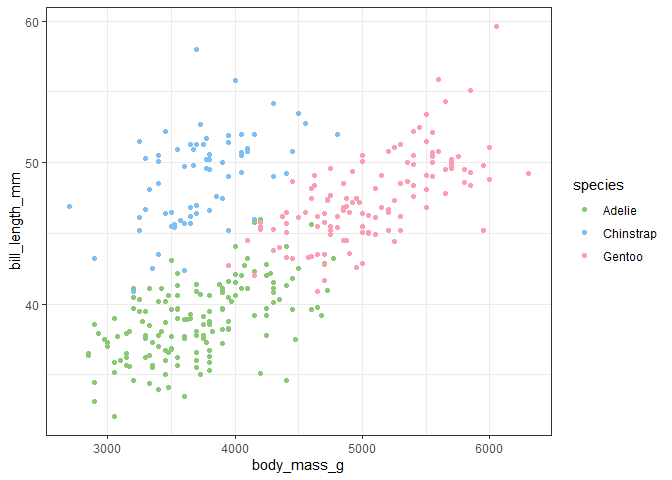 60
50
40
bill_length_mm
3000 4000 5000 6000
body_mass_g
species
Adelie
Chinstrap
Gentoo